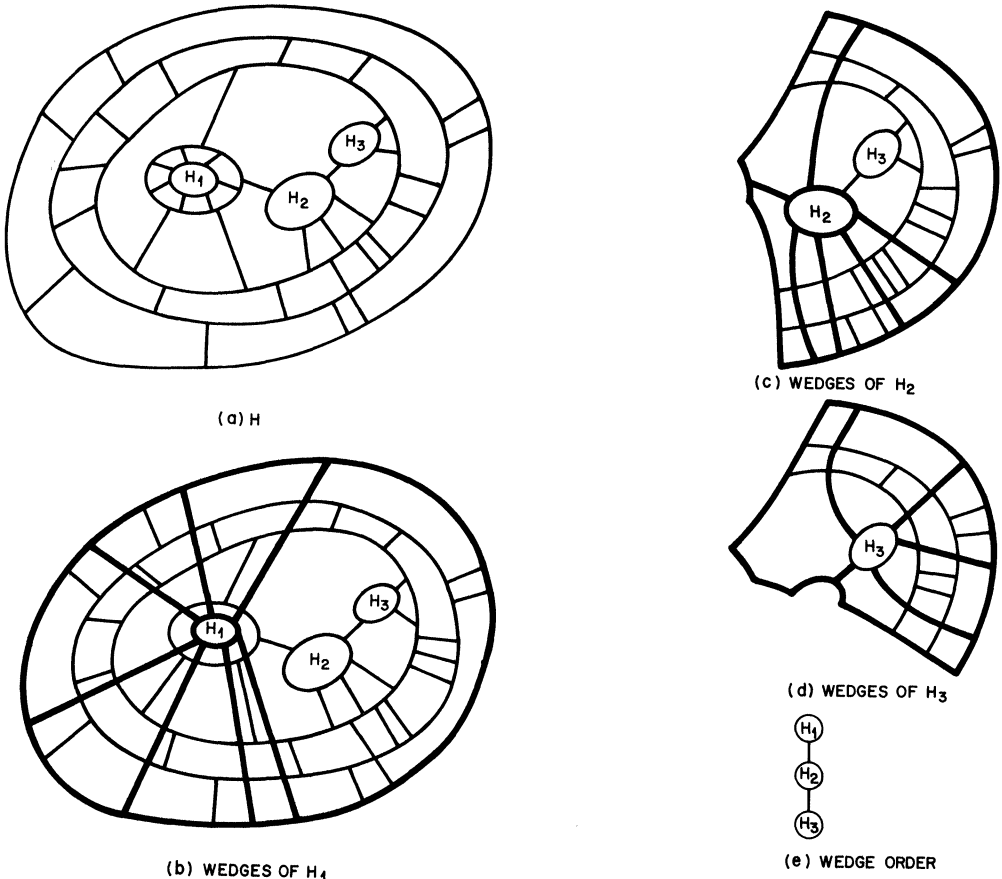 H₁
H₂
H₃
(a) H
H₁
H₂
H₃
(b) WEDGES OF H₁
H₂
H₃
(c) WEDGES OF H₂
H₃
(d) WEDGES OF H₃
H₁
H₂
H₃
(e) WEDGE ORDER